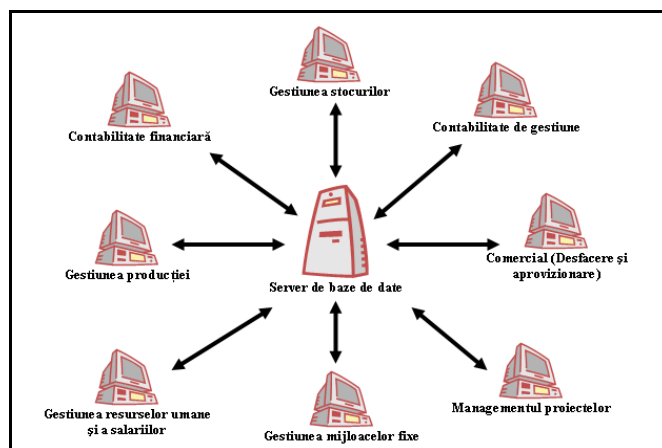 Gestiunea stocurilor
Contabilitate financiară
Contabilitate de gestiune
Gestiunea producției
Comercial (Desfacere și
aprovizionare)
Server de baze de date
Gestiunea resurselor umane
și a salariilor
Gestiunea mijloacelor fixe
Managementul proiectelor